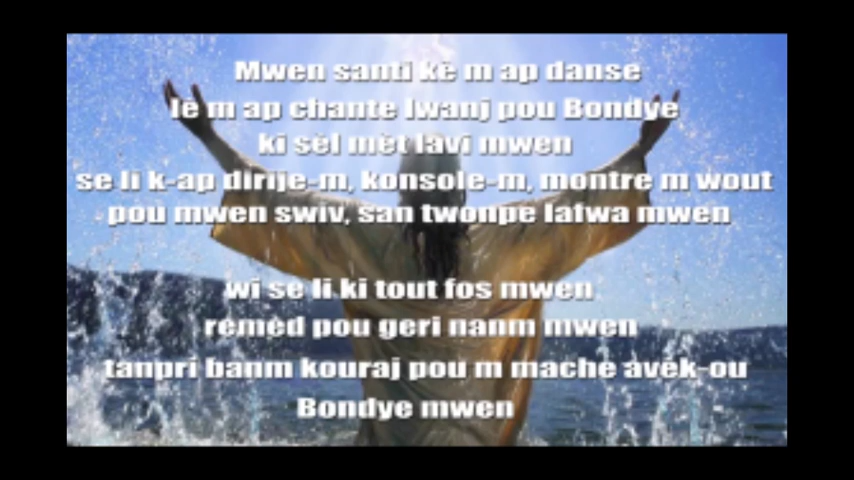 Mwen santi kè m ap danse
lè m ap chante lwanj pou Bondye
ki sèl mèt lavi mwen
se li k-ap dirije-m, konsole-m, montre m wout
pou mwen swiv, san twonpe lafwa mwen
wi se li ki tout fos mwen
remèd pou geri nanm mwen
tanpri banm kouraj pou m mache avèk-ou
Bondye mwen